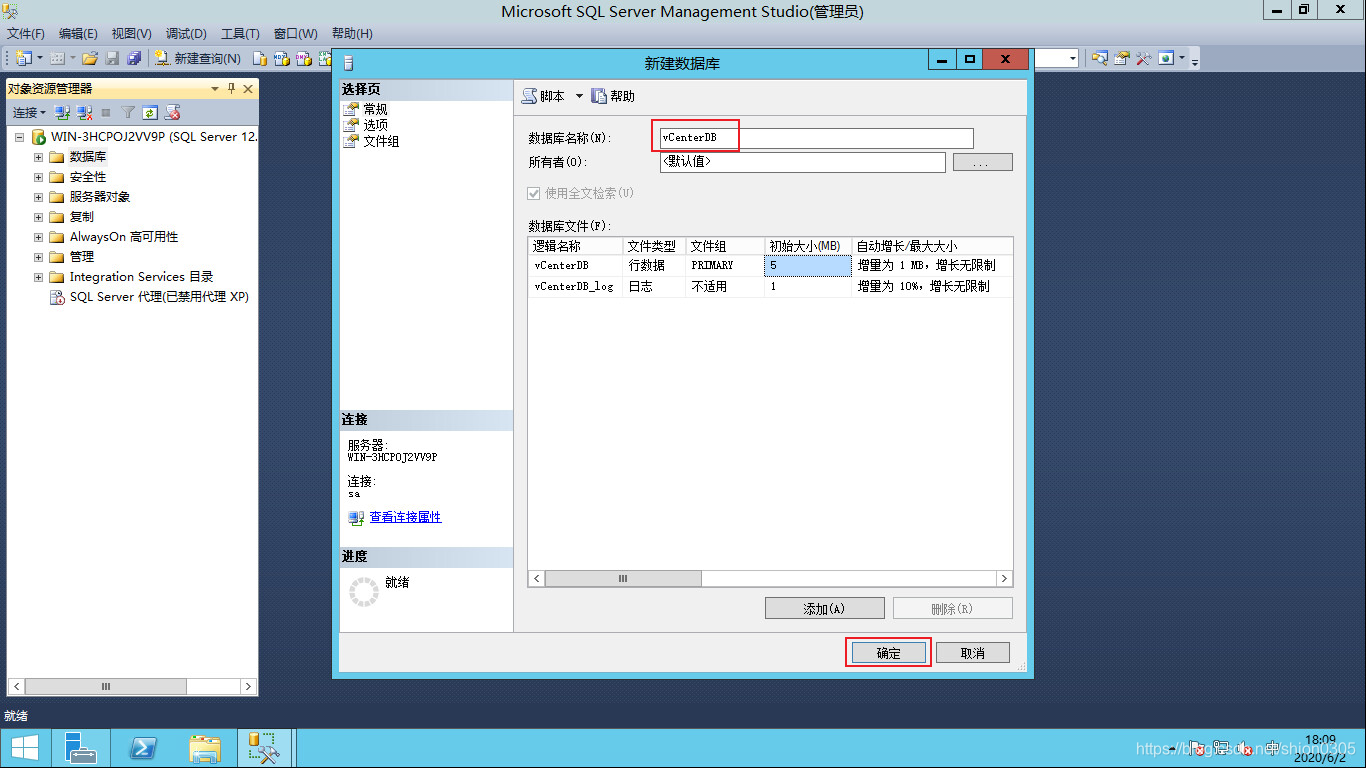 Microsoft SQL Server Management Studio(管理员)
文件(F) 编辑(E) 视图(V) 调试(D) 工具(T) 窗口(W) 帮助(H)
新建查询(N)
对象资源管理器
连接
WIN-3HCPOJ2VV9P (SQL Server 12.
数据库
安全性
服务器对象
复制
AlwaysOn 高可用性
管理
Integration Services 目录
SQL Server 代理(已禁用代理 XP)
新建数据库
选择页
常规
选项
文件组
连接
服务器:
WIN-3HCPOJ2VV9P
连接:
sa
查看连接属性
进度
就绪
脚本 帮助
数据库名称(N): vCenterDB
所有者(O): <默认值> ...
使用全文检索(U)
数据库文件(F):
逻辑名称 文件类型 文件组 初始大小(MB) 自动增长/最大大小
vCenterDB 行数据 PRIMARY 5 增量为 1 MB，增长无限制
vCenterDB_log 日志 不适用 1 增量为 10%，增长无限制
添加(A) 删除(R)
确定 取消
就绪
中
18:09
2020/6/2
https://blog.csdn.net/shion0305